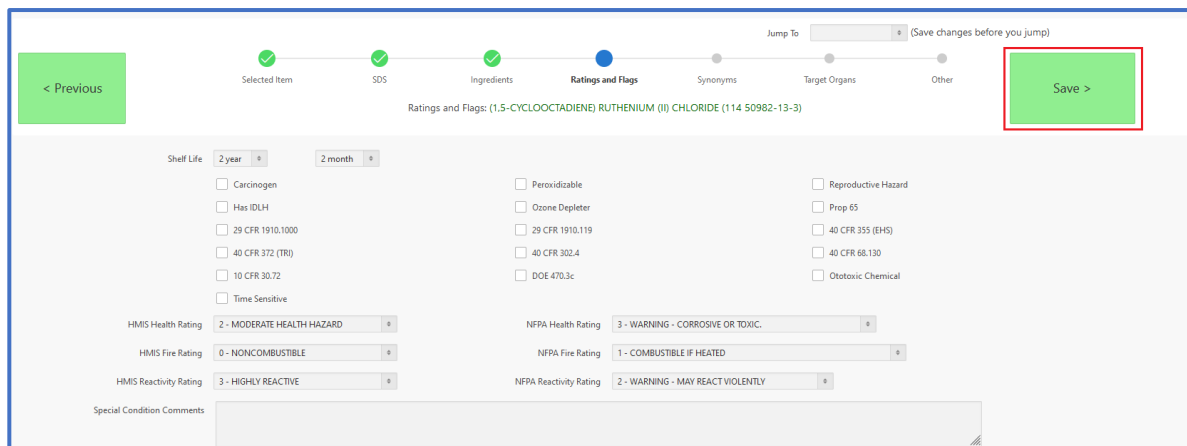 Jump To (Save changes before you jump)
< Previous
Selected Item SDS Ingredients Ratings and Flags Synonyms Target Organs Other
Save >
Ratings and Flags: (1,5-CYCLOOCTADIENE) RUTHENIUM (II) CHLORIDE (114 50982-13-3)
Shelf Life 2 year 2 month
Carcinogen Peroxidizable Reproductive Hazard
Has IDLH Ozone Depleter Prop 65
29 CFR 1910.1000 29 CFR 1910.119 40 CFR 355 (EHS)
40 CFR 372 (TRI) 40 CFR 302.4 40 CFR 68.130
10 CFR 30.72 DOE 470.3c Ototoxic Chemical
Time Sensitive
HMIS Health Rating 2 - MODERATE HEALTH HAZARD NFPA Health Rating 3 - WARNING - CORROSIVE OR TOXIC.
HMIS Fire Rating 0 - NONCOMBUSTIBLE NFPA Fire Rating 1 - COMBUSTIBLE IF HEATED
HMIS Reactivity Rating 3 - HIGHLY REACTIVE NFPA Reactivity Rating 2 - WARNING - MAY REACT VIOLENTLY
Special Condition Comments